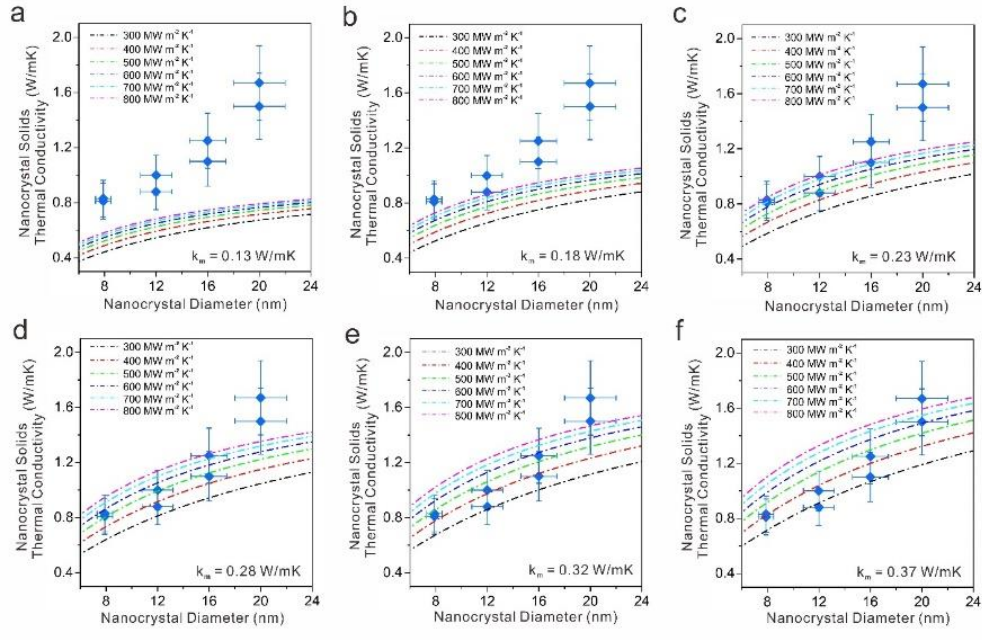 a
2.0
1.6
1.2
0.8
0.4
Nanocrystal Solids
Thermal Conductivity (W/mK)
300 MW m⁻² K⁻¹
400 MW m⁻² K⁻¹
500 MW m⁻² K⁻¹
600 MW m⁻² K⁻¹
700 MW m⁻² K⁻¹
800 MW m⁻² K⁻¹
kₘ = 0.13 W/mK
8 12 16 20 24
Nanocrystal Diameter (nm)
b
2.0
1.6
1.2
0.8
0.4
Nanocrystal Solids
Thermal Conductivity (W/mK)
300 MW m⁻² K⁻¹
400 MW m⁻² K⁻¹
500 MW m⁻² K⁻¹
600 MW m⁻² K⁻¹
700 MW m⁻² K⁻¹
800 MW m⁻² K⁻¹
kₘ = 0.18 W/mK
8 12 16 20 24
Nanocrystal Diameter (nm)
c
2.0
1.6
1.2
0.8
0.4
Nanocrystal Solids
Thermal Conductivity (W/mK)
300 MW m⁻² K⁻¹
400 MW m⁻² K⁻¹
500 MW m⁻² K⁻¹
600 MW m⁻² K⁻¹
700 MW m⁻² K⁻¹
800 MW m⁻² K⁻¹
kₘ = 0.23 W/mK
8 12 16 20 24
Nanocrystal Diameter (nm)
d
2.0
1.6
1.2
0.8
0.4
Nanocrystal Solids
Thermal Conductivity (W/mK)
300 MW m⁻² K⁻¹
400 MW m⁻² K⁻¹
500 MW m⁻² K⁻¹
600 MW m⁻² K⁻¹
700 MW m⁻² K⁻¹
800 MW m⁻² K⁻¹
kₘ = 0.28 W/mK
8 12 16 20 24
Nanocrystal Diameter (nm)
e
2.0
1.6
1.2
0.8
0.4
Nanocrystal Solids
Thermal Conductivity (W/mK)
300 MW m⁻² K⁻¹
400 MW m⁻² K⁻¹
500 MW m⁻² K⁻¹
600 MW m⁻² K⁻¹
700 MW m⁻² K⁻¹
800 MW m⁻² K⁻¹
kₘ = 0.32 W/mK
8 12 16 20 24
Nanocrystal Diameter (nm)
f
2.0
1.6
1.2
0.8
0.4
Nanocrystal Solids
Thermal Conductivity (W/mK)
300 MW m⁻² K⁻¹
400 MW m⁻² K⁻¹
500 MW m⁻² K⁻¹
600 MW m⁻² K⁻¹
700 MW m⁻² K⁻¹
800 MW m⁻² K⁻¹
kₘ = 0.37 W/mK
8 12 16 20 24
Nanocrystal Diameter (nm)